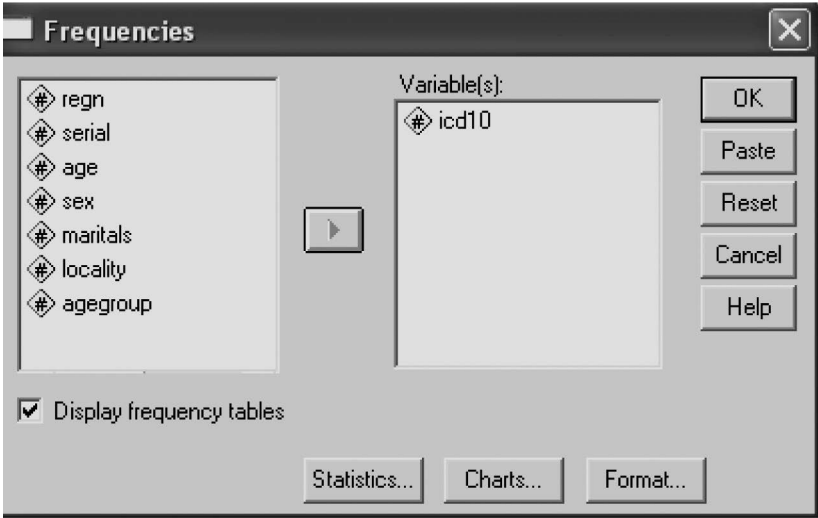 Frequencies
regn
serial
age
sex
maritals
locality
agegroup
Variable(s):
icd10
OK
Paste
Reset
Cancel
Help
Display frequency tables
Statistics...
Charts...
Format...